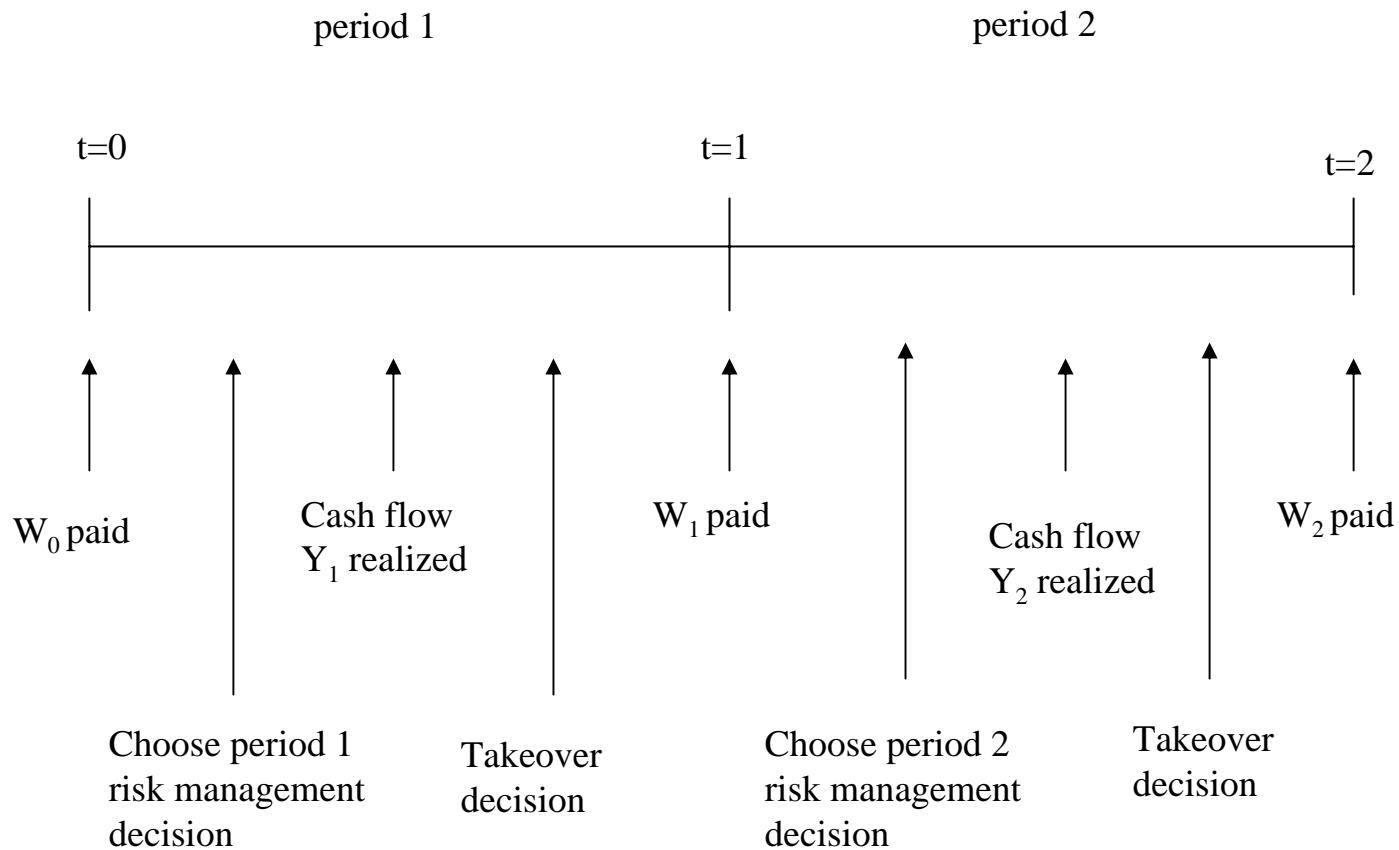 period 1
period 2
t=0
t=1
t=2
W₀ paid
Cash flow
Y₁ realized
W₁ paid
Cash flow
Y₂ realized
W₂ paid
Choose period 1
risk management
decision
Takeover
decision
Choose period 2
risk management
decision
Takeover
decision